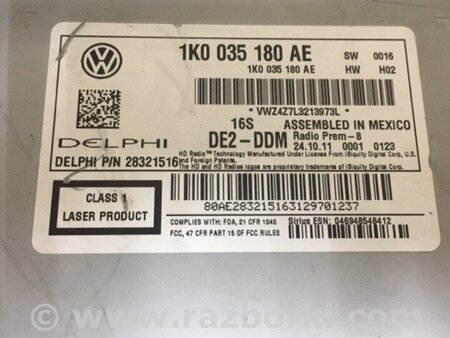 1K0 035 180 AE SW 0016
1K0 035 180 AE HW H02
* VWZ4Z7L3213973L *
16S ASSEMBLED IN MEXICO
DELPHI DE2-DDM Radio Prem-8
24.10.11 0001 0123
DELPHI P/N 28321516
HD Radio™ Technology Manufactured Under License From iBiquity Digital Corp. U.S.
and Foreign Patents.
The HD and HD Radio logos are proprietary trademarks of iBiquity Digital Corp.
CLASS 1
LASER PRODUCT
80AE283215163129701237
COMPLIES WITH: FDA, 21 CFR 1040
FCC, 47 CFR PART 15 OF FCC RULES
Sirius ESN: 046948548412
© www.razborka.com